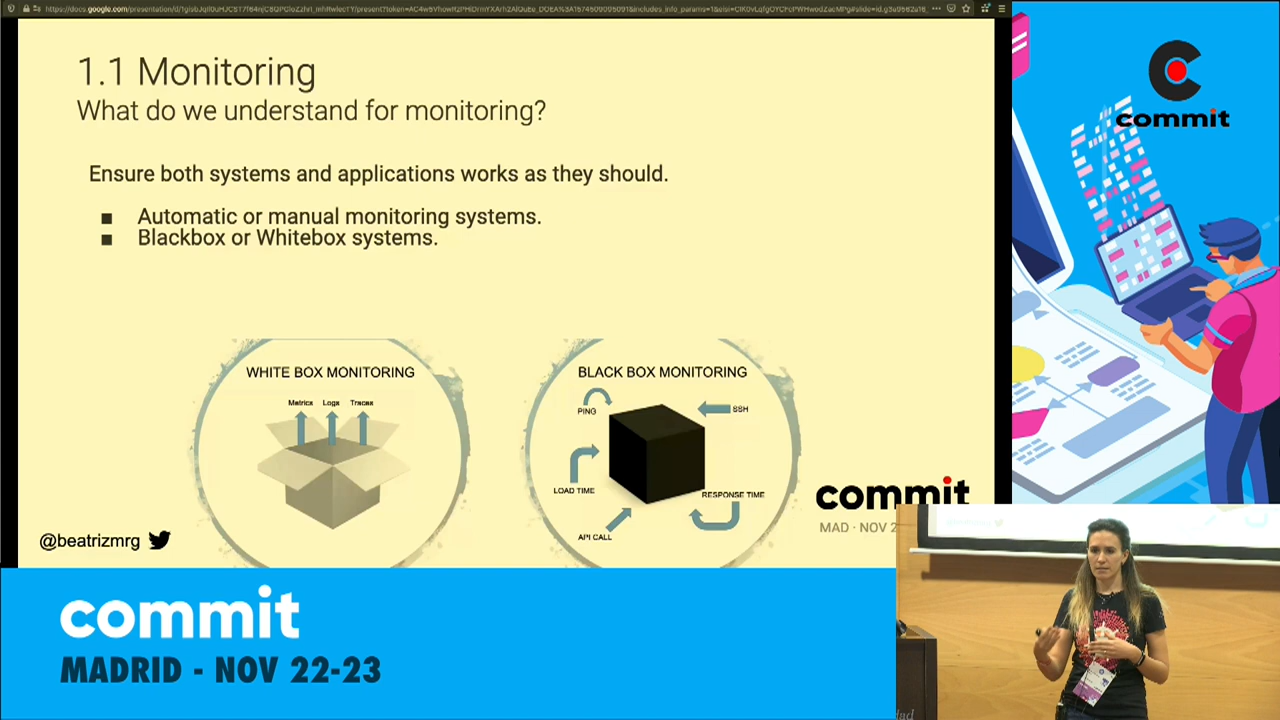 1.1 Monitoring
What do we understand for monitoring?
Ensure both systems and applications works as they should.
Automatic or manual monitoring systems.
Blackbox or Whitebox systems.
WHITE BOX MONITORING
Metrics Logs Traces
BLACK BOX MONITORING
PING
SSH
LOAD TIME
RESPONSE TIME
API CALL
@beatrizmrg
commit
MAD · NOV 2
commit
commit
MADRID - NOV 22-23